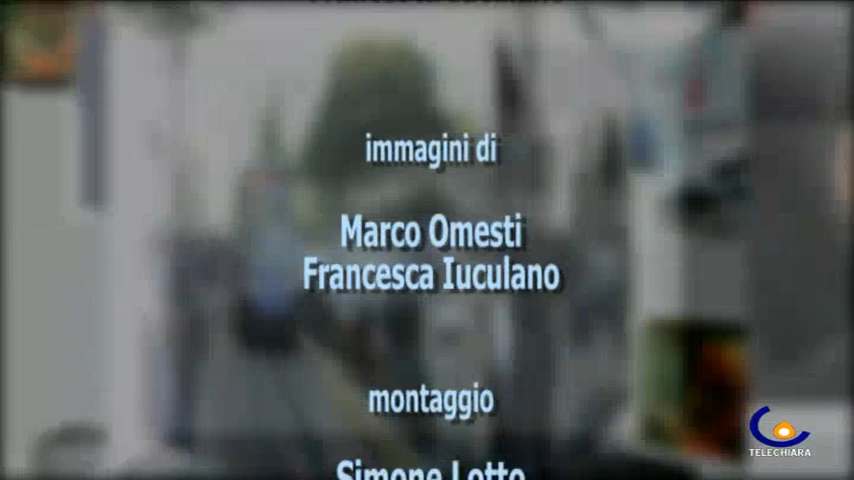 immagini di
Marco Omesti
Francesca Iuculano
montaggio
Simone Lotto
TELECHIARA